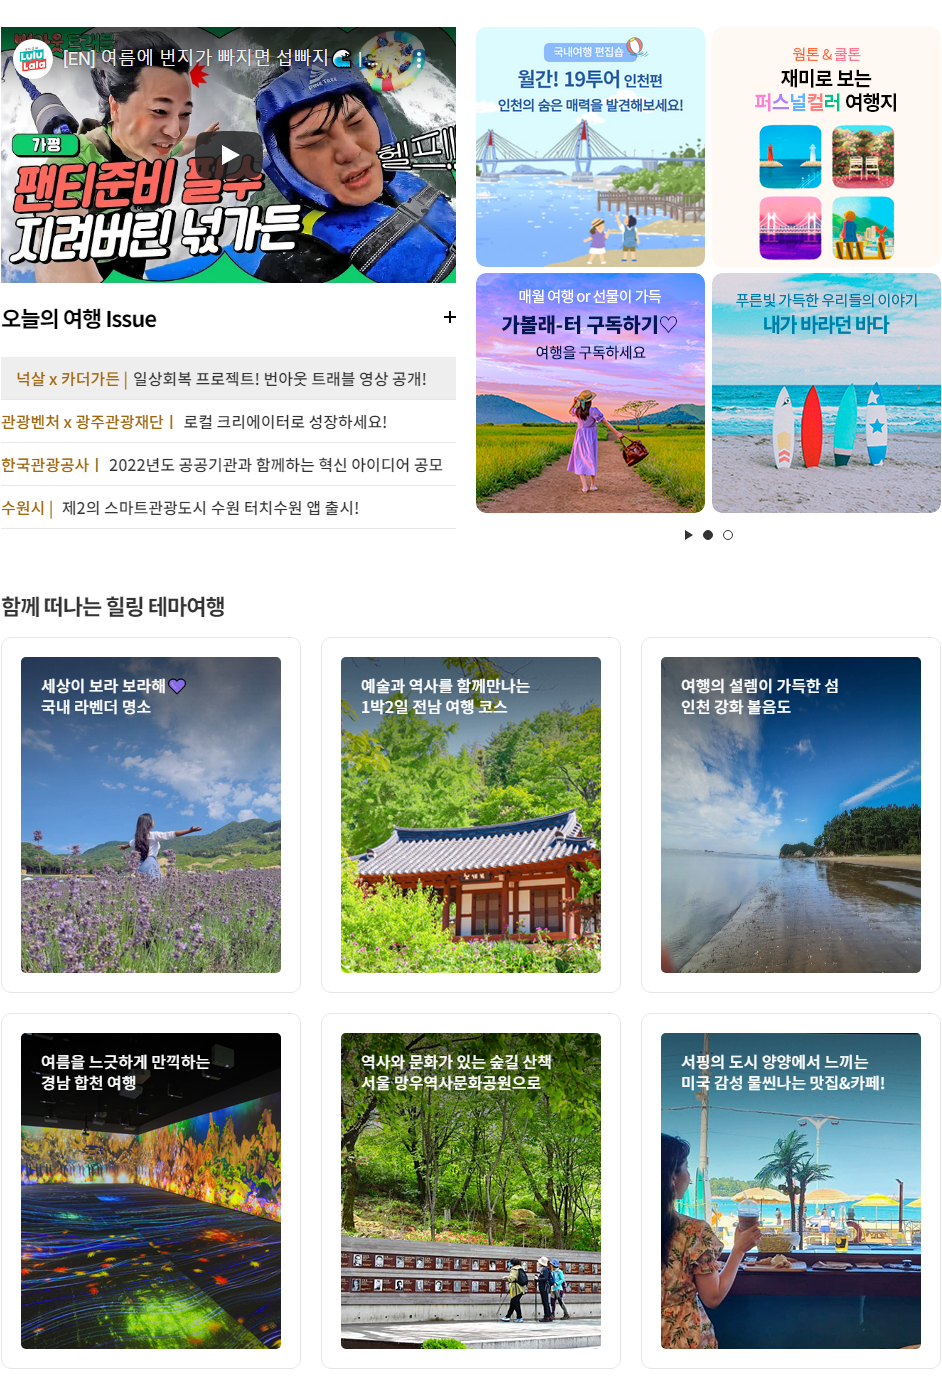 LuLu
LaLa
[EN] 여름에 번지가 빠지면 섭빠지🌊 | ...
가평
팬티준비 필수
지려버린 넋가든
헬프!
오늘의 여행 Issue
넉살 x 카더가든 | 일상회복 프로젝트! 번아웃 트래블 영상 공개!
관광벤처 x 광주관광재단ㅣ 로컬 크리에이터로 성장하세요!
한국관광공사ㅣ 2022년도 공공기관과 함께하는 혁신 아이디어 공모
수원시 | 제2의 스마트관광도시 수원 터치수원 앱 출시!
국내여행 편집숍
월간! 19투어 인천편
인천의 숨은 매력을 발견해보세요!
웜톤 & 쿨톤
재미로 보는
퍼스널컬러 여행지
매월 여행 or 선물이 가득
가볼래-터 구독하기♡
여행을 구독하세요
푸른빛 가득한 우리들의 이야기
내가 바라던 바다
함께 떠나는 힐링 테마여행
세상이 보라 보라해💜
국내 라벤더 명소
예술과 역사를 함께만나는
1박2일 전남 여행 코스
여행의 설렘이 가득한 섬
인천 강화 볼음도
여름을 느긋하게 만끽하는
경남 합천 여행
역사와 문화가 있는 숲길 산책
서울 망우역사문화공원으로
서핑의 도시 양양에서 느끼는
미국 감성 물씬나는 맛집&카페!